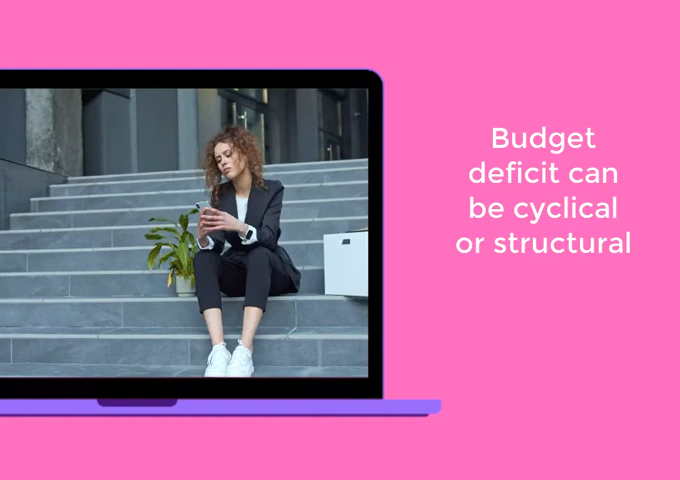 Budget
deficit can
be cyclical
or structural